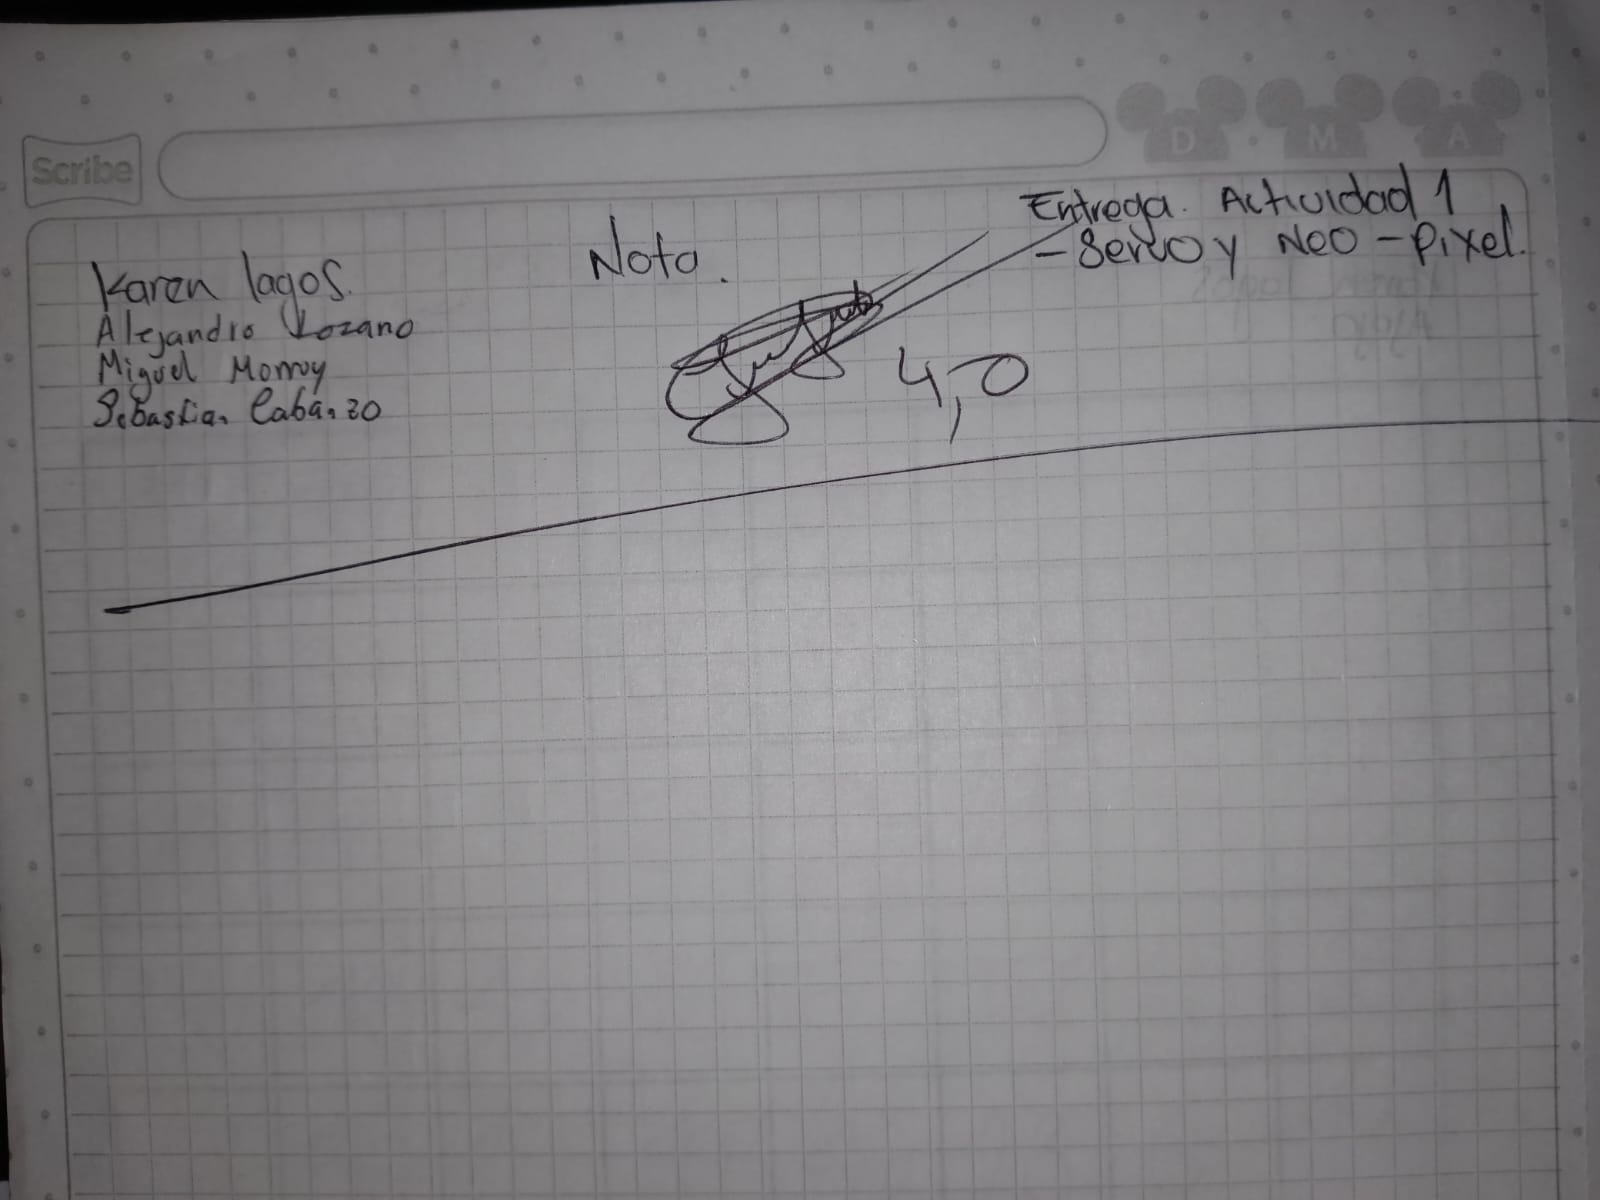 Scribe
D M A
Entrega. Actividad 1
- Servo y Neo - Pixel.
Nota.
Karen lagos.
Alejandro Lozano
Miguel Monroy
Sebastian Cabanzo
4,0